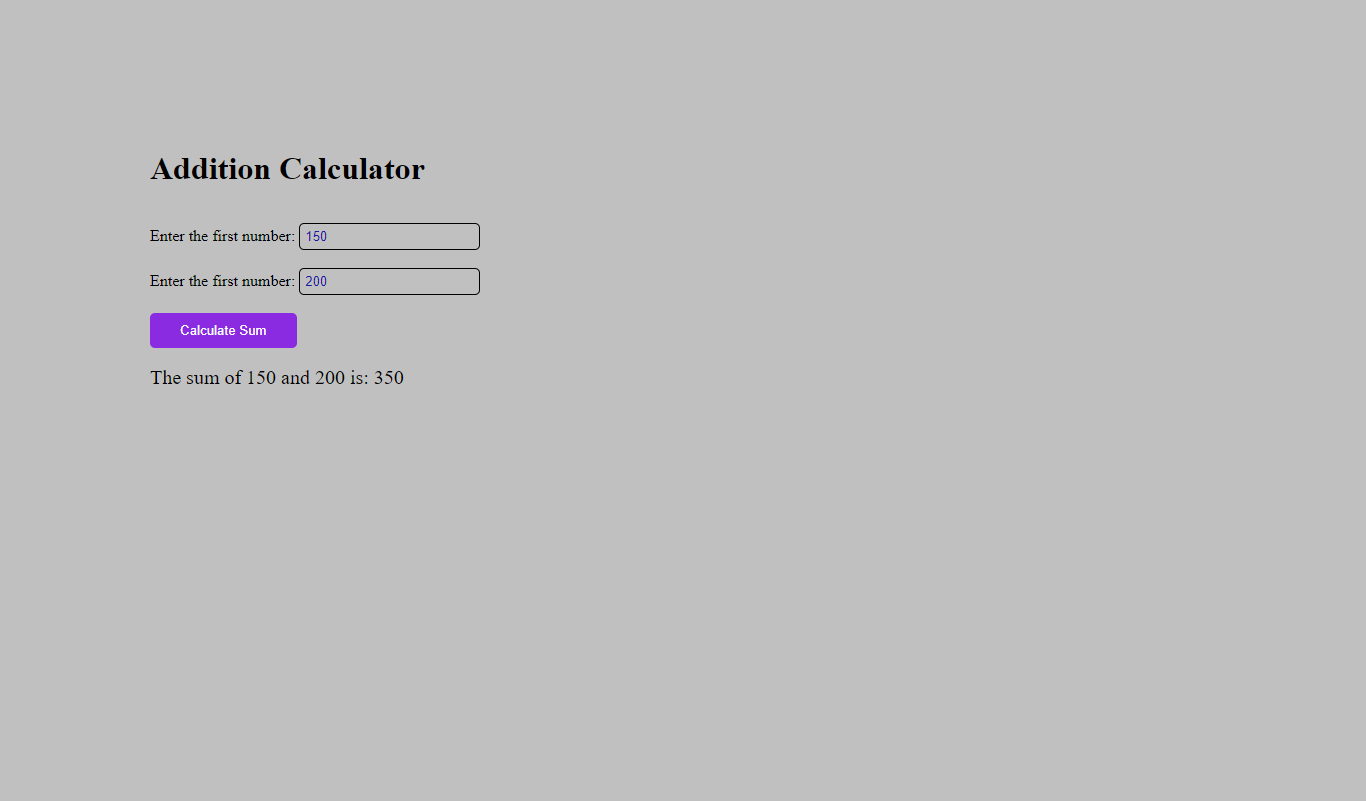 Addition Calculator
Enter the first number: 150
Enter the first number: 200
Calculate Sum
The sum of 150 and 200 is: 350